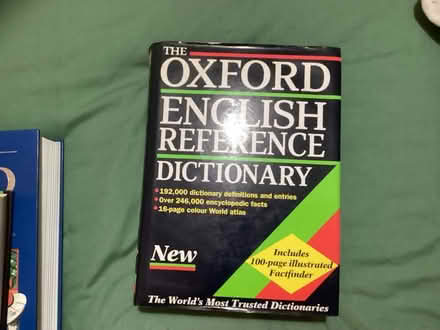 THE
OXFORD
ENGLISH
REFERENCE
DICTIONARY
192,000 dictionary definitions and entries
Over 246,000 encyclopedic facts
16-page colour World atlas
New
Includes
100-page illustrated
Factfinder
The World's Most Trusted Dictionaries